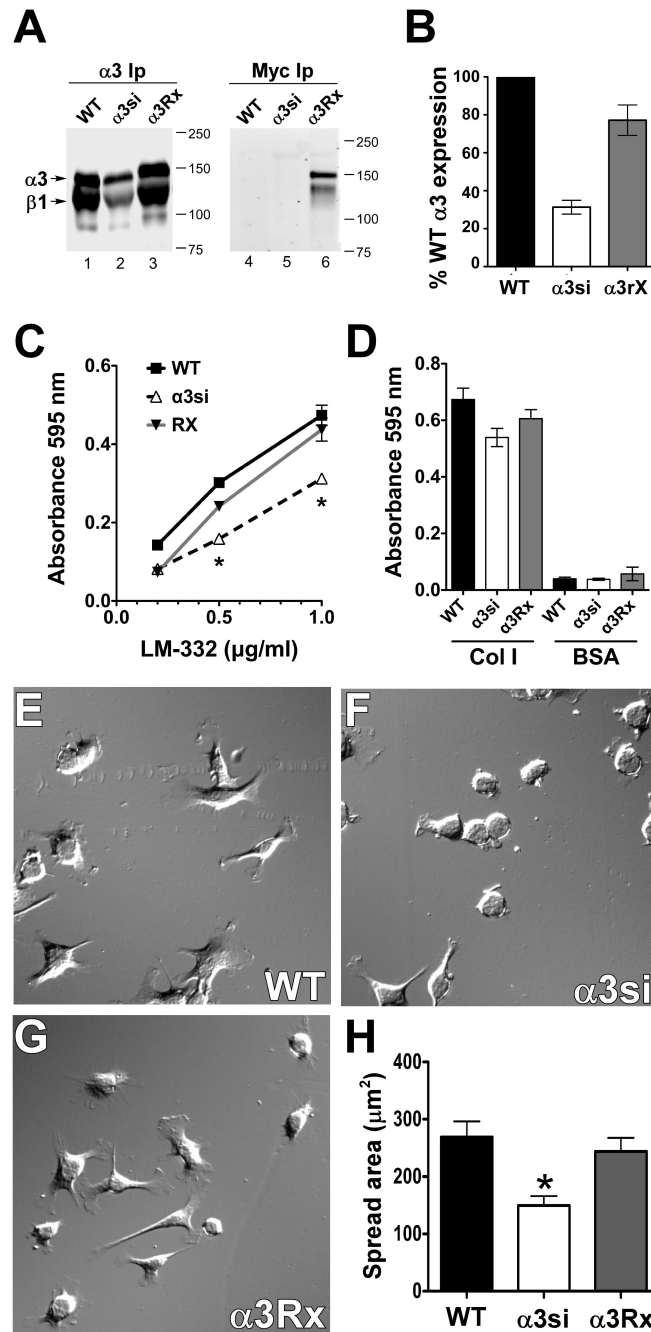 A
α3 Ip
Myc Ip
WT α3si α3Rx
WT α3si α3Rx
250
150
100
75
250
150
100
75
α3
β1
1 2 3
4 5 6
B
% WT α3 expression
100
80
60
40
20
0
WT α3si α3rX
C
Absorbance 595 nm
0.6
0.4
0.2
0.0
WT
α3si
RX
*
*
0.0 0.5 1.0
LM-332 (µg/ml)
D
Absorbance 595 nm
0.8
0.6
0.4
0.2
0.0
WT α3si α3Rx WT α3si α3Rx
Col I BSA
E
WT
F
α3si
G
α3Rx
H
Spread area (µm²)
400
300
200
100
0
*
WT α3si α3Rx